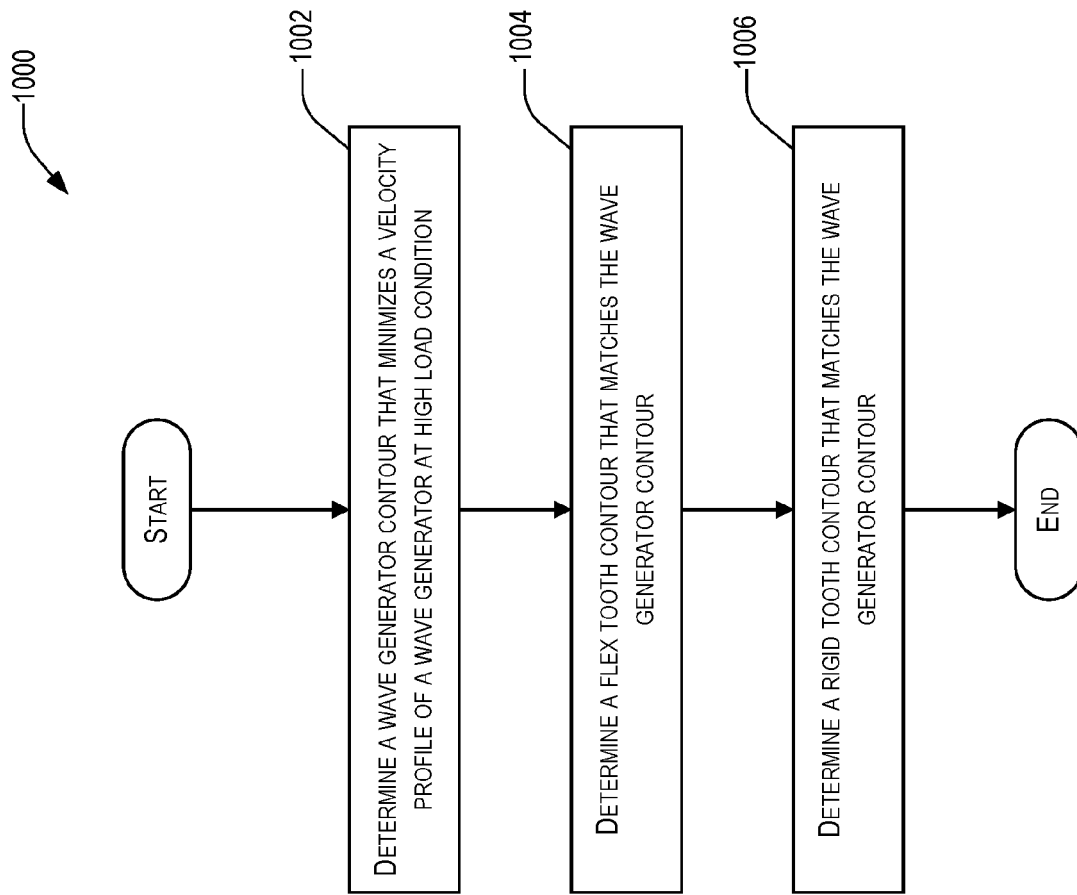 1000
START
1002
DETERMINE A WAVE GENERATOR CONTOUR THAT MINIMIZES A VELOCITY
PROFILE OF A WAVE GENERATOR AT HIGH LOAD CONDITION
1004
DETERMINE A FLEX TOOTH CONTOUR THAT MATCHES THE WAVE
GENERATOR CONTOUR
1006
DETERMINE A RIGID TOOTH CONTOUR THAT MATCHES THE WAVE
GENERATOR CONTOUR
END